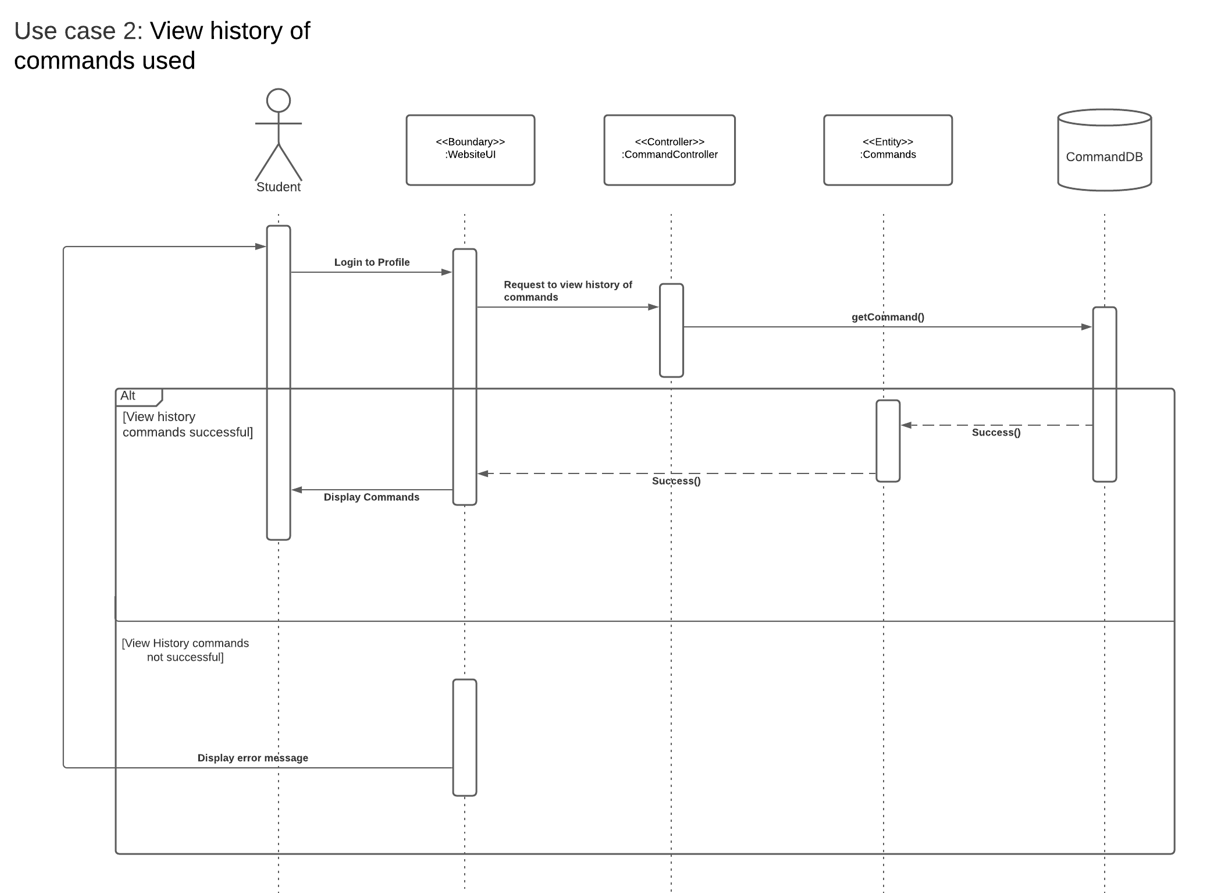 Use case 2: View history of
commands used
Student
<<Boundary>>
:WebsiteUI
<<Controller>>
:CommandController
<<Entity>>
:Commands
CommandDB
Login to Profile
Request to view history of
commands
getCommand()
Alt
[View history
commands successful]
Success()
Success()
Display Commands
[View History commands
not successful]
Display error message